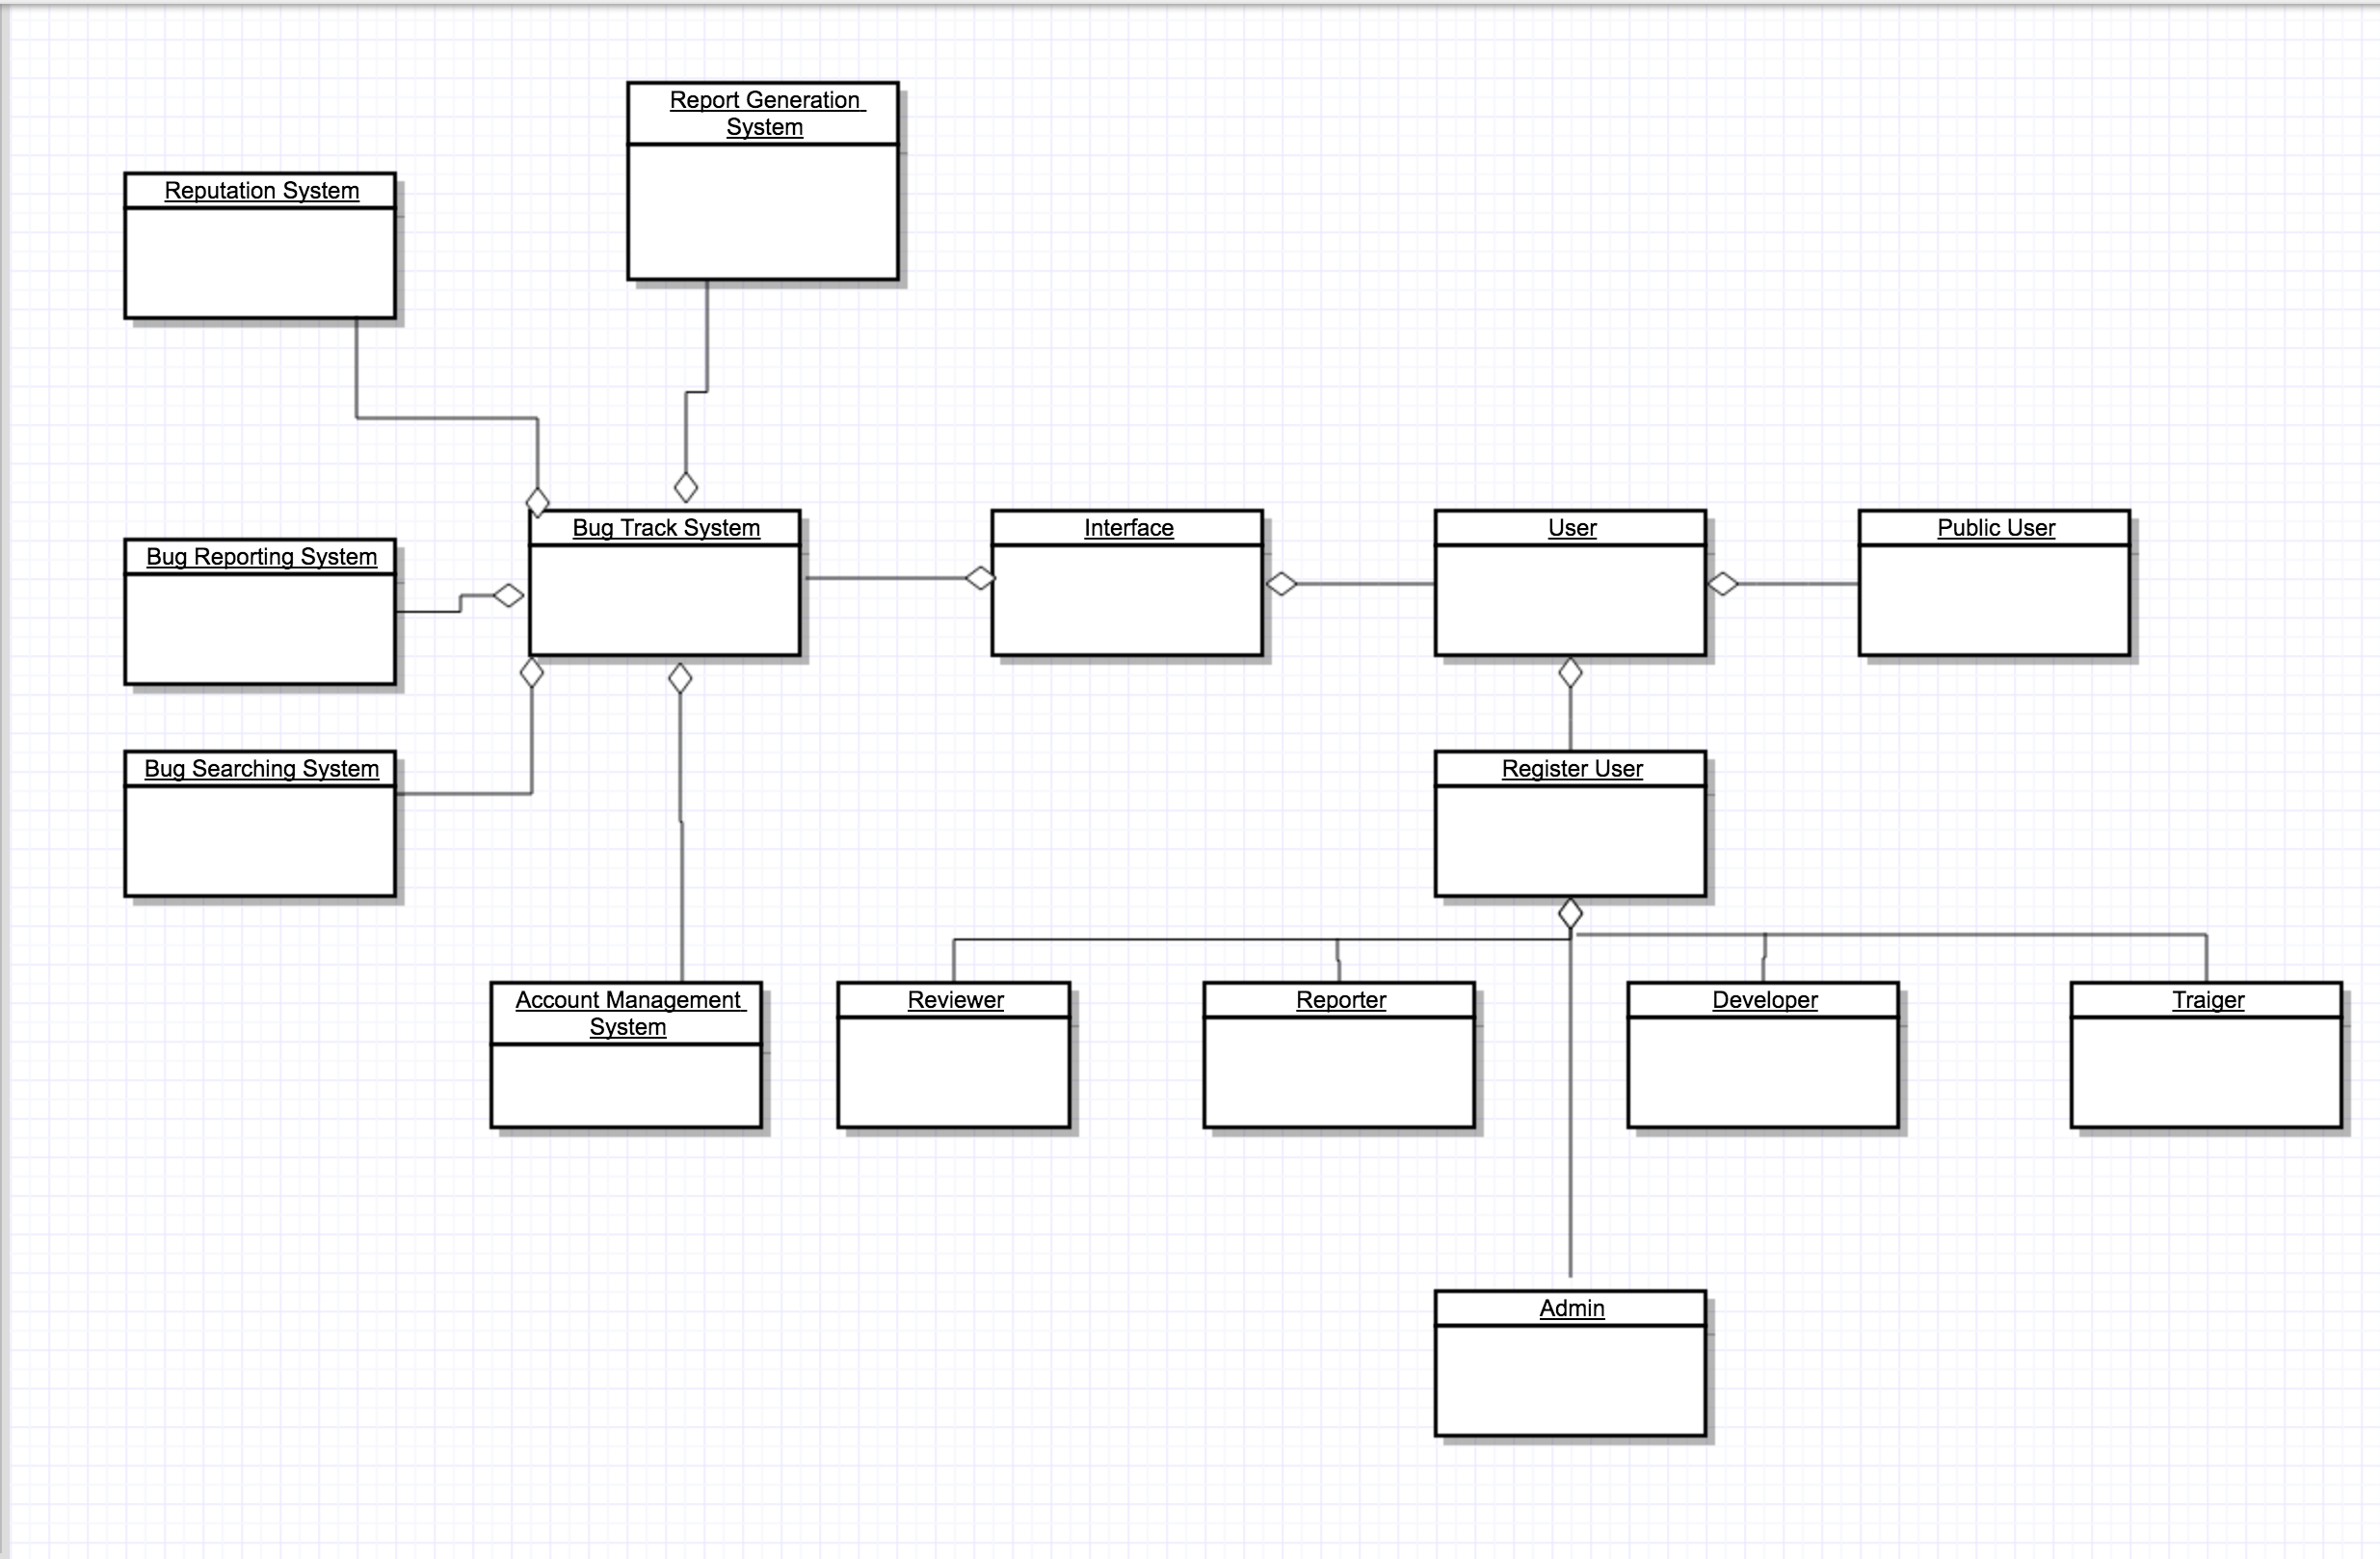 Report Generation
System
Reputation System
Bug Track System
Interface
User
Public User
Bug Reporting System
Bug Searching System
Register User
Account Management
System
Reviewer
Reporter
Developer
Traiger
Admin